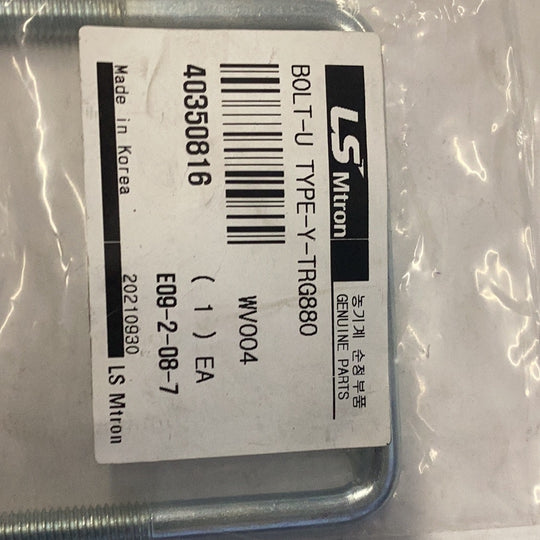 LS Mtron
농기계 순정부품
GENUINE PARTS
BOLT-U TYPE-Y-TRG880
WV004
40350816
( 1 ) EA
E09-2-08-7
Made in Korea
20210930
LS Mtron